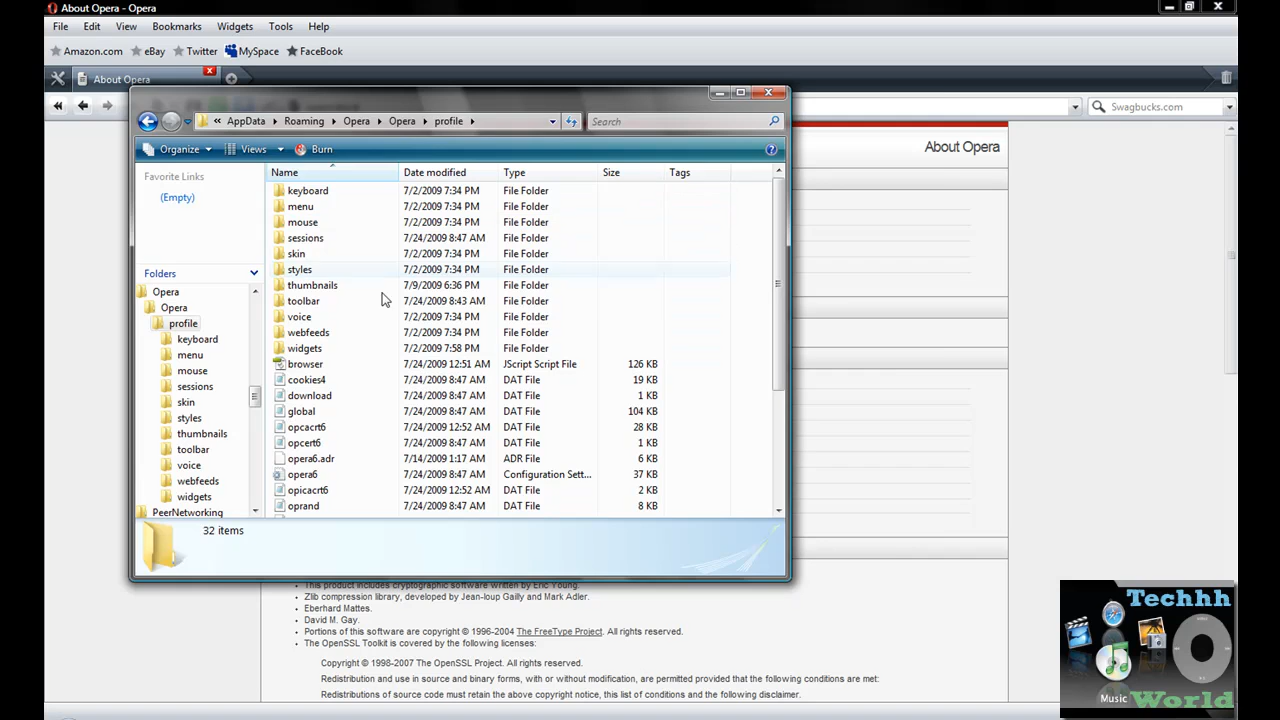 About Opera - Opera
File Edit View Bookmarks Widgets Tools Help
Amazon.com eBay Twitter MySpace FaceBook
About Opera
Swagbucks.com
AppData Roaming Opera Opera profile Search
Organize Views Burn
About Opera
Favorite Links
(Empty)
Folders
Opera
Opera
profile
keyboard
menu
mouse
sessions
skin
styles
thumbnails
toolbar
voice
webfeeds
widgets
PeerNetworking
Name Date modified Type Size Tags
keyboard 7/2/2009 7:34 PM File Folder
menu 7/2/2009 7:34 PM File Folder
mouse 7/2/2009 7:34 PM File Folder
sessions 7/24/2009 8:47 AM File Folder
skin 7/2/2009 7:34 PM File Folder
styles 7/2/2009 7:34 PM File Folder
thumbnails 7/9/2009 6:36 PM File Folder
toolbar 7/24/2009 8:43 AM File Folder
voice 7/2/2009 7:34 PM File Folder
webfeeds 7/2/2009 7:34 PM File Folder
widgets 7/2/2009 7:58 PM File Folder
browser 7/24/2009 12:51 AM JScript Script File 126 KB
cookies4 7/24/2009 8:47 AM DAT File 19 KB
download 7/24/2009 8:47 AM DAT File 1 KB
global 7/24/2009 8:47 AM DAT File 104 KB
opcacrt6 7/24/2009 12:52 AM DAT File 28 KB
opcert6 7/24/2009 8:47 AM DAT File 1 KB
opera6.adr 7/14/2009 1:17 AM ADR File 6 KB
opera6 7/24/2009 8:47 AM Configuration Sett... 37 KB
opicacrt6 7/24/2009 12:52 AM DAT File 2 KB
oprand 7/24/2009 8:47 AM DAT File 8 KB
32 items
This product includes cryptographic software written by Eric Young.
Zlib compression library, developed by Jean-loup Gailly and Mark Adler.
Eberhard Mattes.
David M. Gay.
Portions of this software are copyright © 1996-2004 The FreeType Project. All rights reserved.
The OpenSSL Toolkit is covered by the following licenses:
Copyright © 1998-2007 The OpenSSL Project. All rights reserved.
Redistribution and use in source and binary forms, with or without modification, are permitted provided that the following conditions are met:
Redistributions of source code must retain the above copyright notice, this list of conditions and the following disclaimer.
Techhh
Music
World